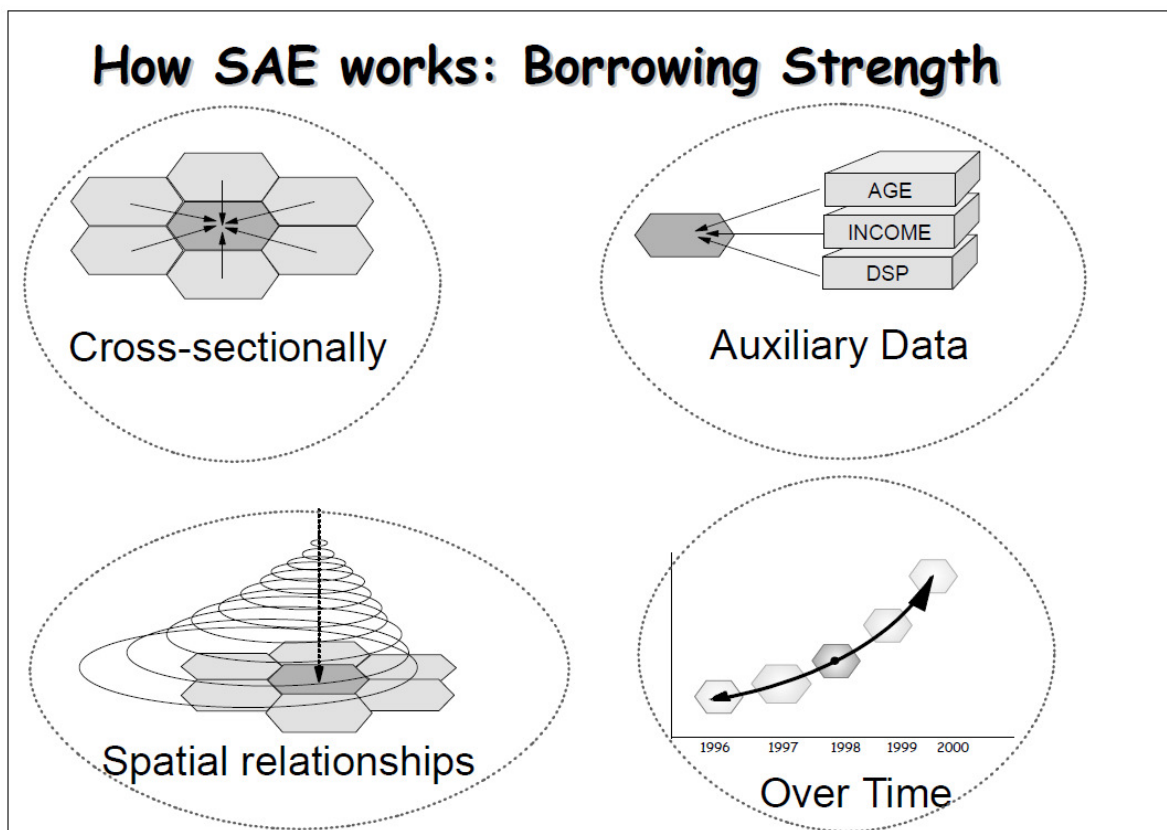 How SAE works: Borrowing Strength
Cross-sectionally
AGE
INCOME
DSP
Auxiliary Data
Spatial relationships
1996 1997 1998 1999 2000
Over Time